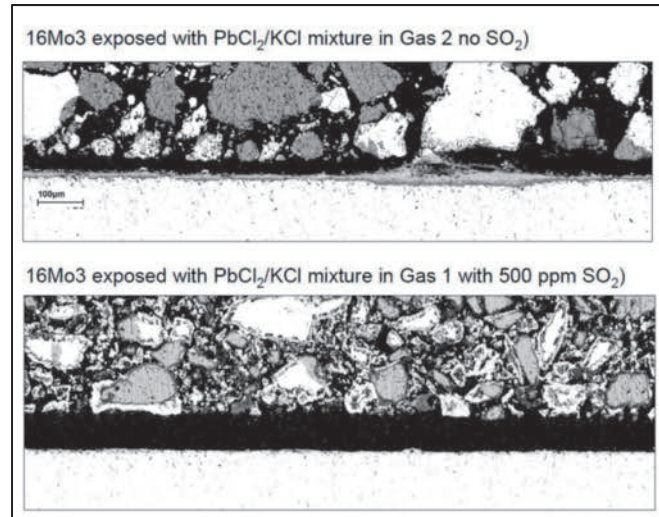 16Mo3 exposed with PbCl₂/KCl mixture in Gas 2 no SO₂)
100µm
16Mo3 exposed with PbCl₂/KCl mixture in Gas 1 with 500 ppm SO₂)